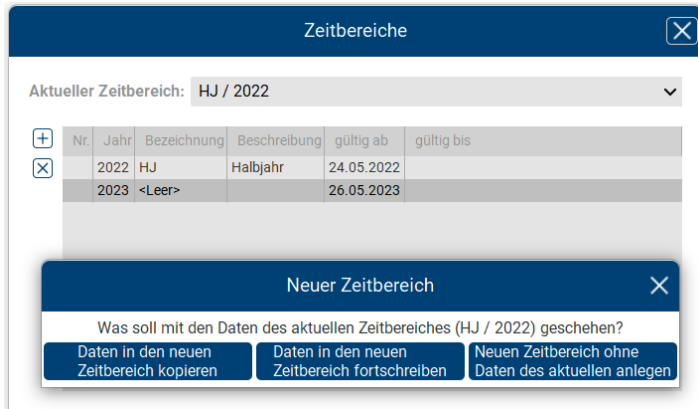 Zeitbereiche
Aktueller Zeitbereich: HJ / 2022
Nr. Jahr Bezeichnung Beschreibung gültig ab gültig bis
2022 HJ Halbjahr 24.05.2022
2023 <Leer> 26.05.2023
Neuer Zeitbereich
Was soll mit den Daten des aktuellen Zeitbereiches (HJ / 2022) geschehen?
Daten in den neuen
Zeitbereich kopieren
Daten in den neuen
Zeitbereich fortschreiben
Neuen Zeitbereich ohne
Daten des aktuellen anlegen